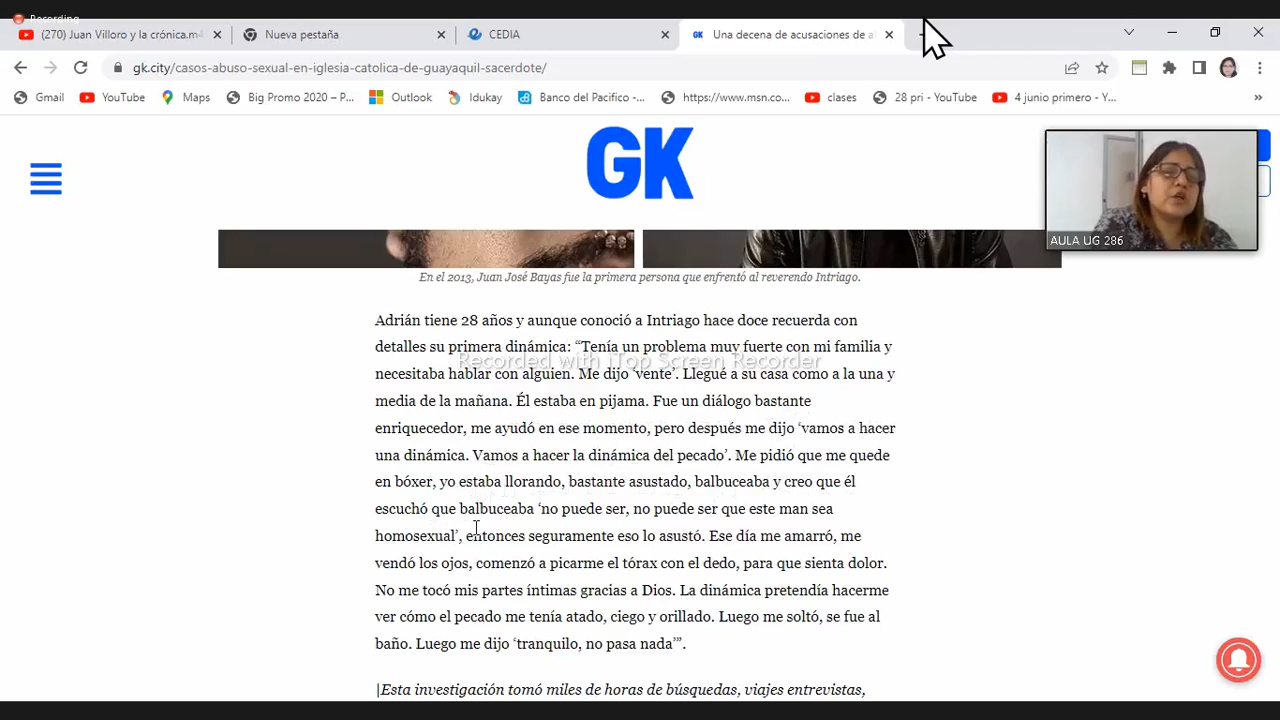 Recording
(270) Juan Villoro y la crónica.m4
Nueva pestaña
CEDIA
GK Una decena de acusaciones de a
gk.city/casos-abuso-sexual-en-iglesia-catolica-de-guayaquil-sacerdote/
Gmail YouTube Maps Big Promo 2020 – P... Outlook Idukay Banco del Pacifico -... https://www.msn.co... clases 28 pri - YouTube 4 junio primero - Y... »
GK
AULA UG 286
En el 2013, Juan José Bayas fue la primera persona que enfrentó al reverendo Intriago.
Adrián tiene 28 años y aunque conoció a Intriago hace doce recuerda con
detalles su primera dinámica: “Tenía un problema muy fuerte con mi familia y
Recorded with iTop Screen Recorder
necesitaba hablar con alguien. Me dijo ‘vente’. Llegué a su casa como a la una y
media de la mañana. Él estaba en pijama. Fue un diálogo bastante
enriquecedor, me ayudó en ese momento, pero después me dijo ‘vamos a hacer
una dinámica. Vamos a hacer la dinámica del pecado’. Me pidió que me quede
en bóxer, yo estaba llorando, bastante asustado, balbuceaba y creo que él
escuchó que balbuceaba ‘no puede ser, no puede ser que este man sea
homosexual’, entonces seguramente eso lo asustó. Ese día me amarró, me
vendó los ojos, comenzó a picarme el tórax con el dedo, para que sienta dolor.
No me tocó mis partes íntimas gracias a Dios. La dinámica pretendía hacerme
ver cómo el pecado me tenía atado, ciego y orillado. Luego me soltó, se fue al
baño. Luego me dijo ‘tranquilo, no pasa nada’”.
|Esta investigación tomó miles de horas de búsquedas, viajes entrevistas,